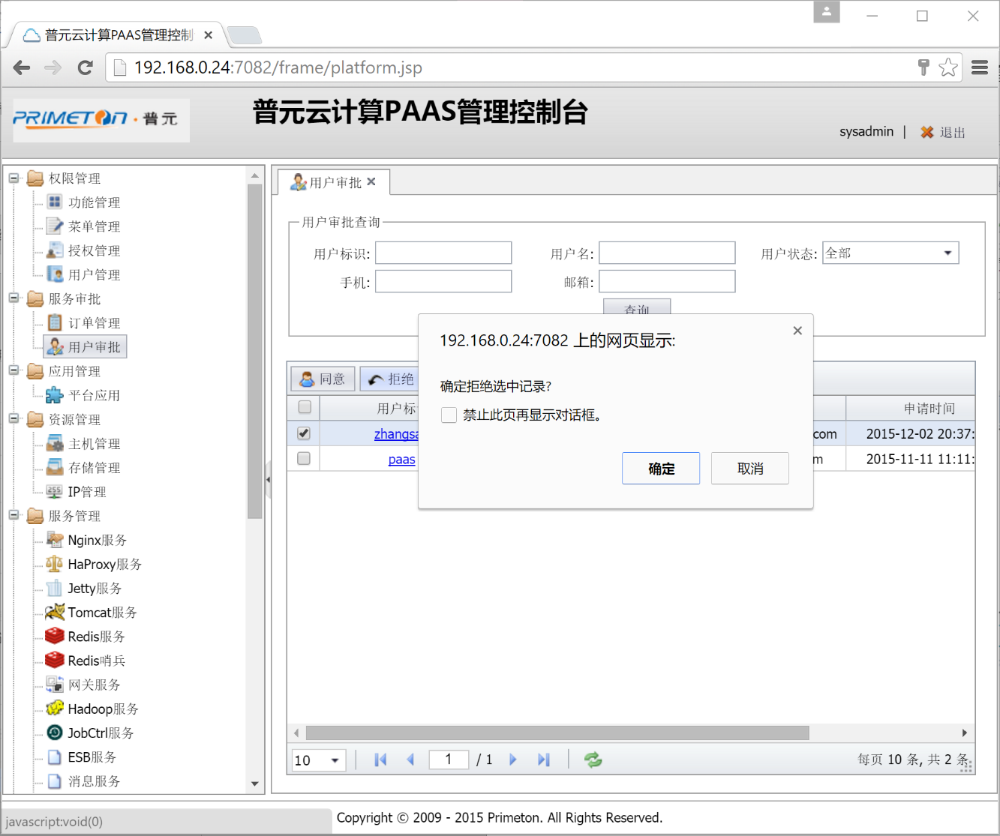 普元云计算PAAS管理控制
192.168.0.24:7082/frame/platform.jsp
PRIMETON · 普元
普元云计算PAAS管理控制台
sysadmin | 退出
权限管理
功能管理
菜单管理
授权管理
用户管理
服务审批
订单管理
用户审批
应用管理
平台应用
资源管理
主机管理
存储管理
IP管理
服务管理
Nginx服务
HaProxy服务
Jetty服务
Tomcat服务
Redis服务
Redis哨兵
网关服务
Hadoop服务
JobCtrl服务
ESB服务
消息服务
用户审批
用户审批查询
用户标识: 用户名: 用户状态: 全部
手机: 邮箱:
查询
同意 拒绝
用户标 申请时间
zhangsa com 2015-12-02 20:37:
paas m 2015-11-11 11:11:
192.168.0.24:7082 上的网页显示:
确定拒绝选中记录?
禁止此页再显示对话框。
确定 取消
10 1 / 1 每页 10 条, 共 2 条
javascript:void(0)
Copyright © 2009 - 2015 Primeton. All Rights Reserved.